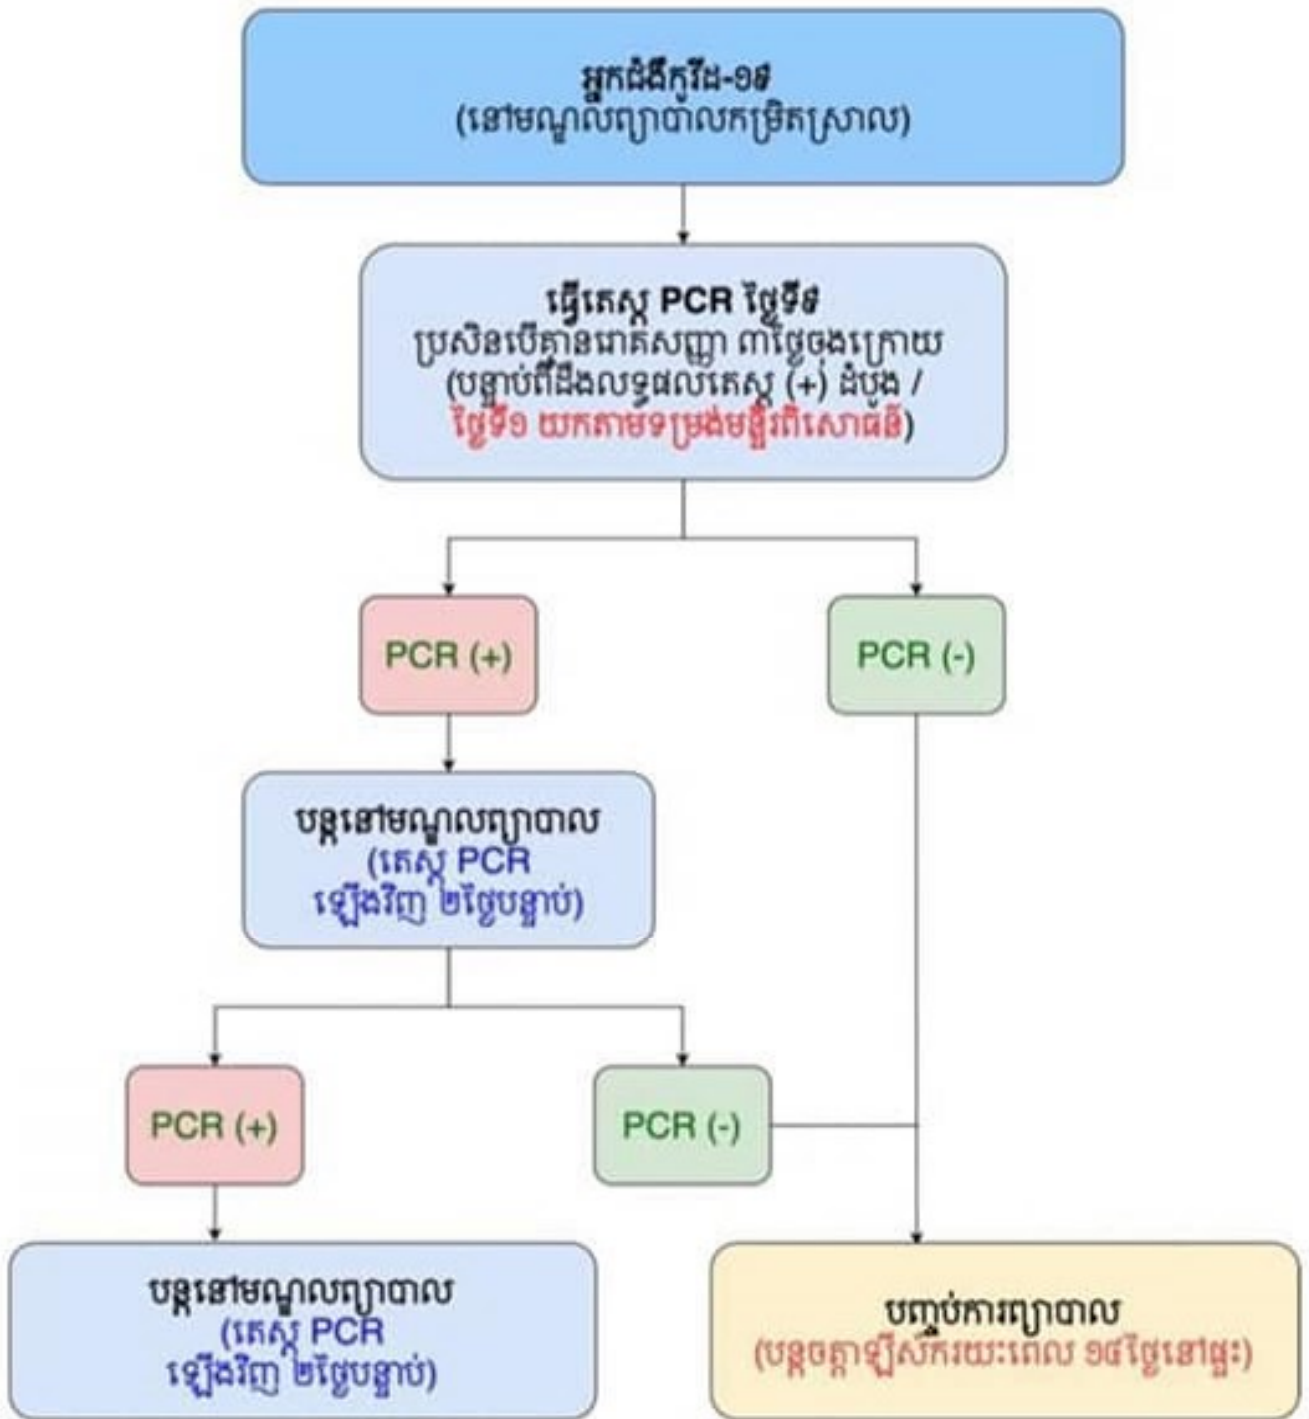 អ្នកជំងឺកូវីដ-១៩
(នៅមណ្ឌលព្យាបាលកម្រិតស្រាល)
ធ្វើតេស្ត PCR ថ្ងៃទី៩
ប្រសិនបើគ្មានរោគសញ្ញា ៣ថ្ងៃចុងក្រោយ
(បន្ទាប់ពីដឹងលទ្ធផលតេស្ត (+) ដំបូង /
ថ្ងៃទី១ យកតាមទម្រង់មន្ទីរពិសោធន៍)
PCR (+)
PCR (-)
បន្តនៅមណ្ឌលព្យាបាល
(តេស្ត PCR
ឡើងវិញ ២ថ្ងៃបន្ទាប់)
PCR (+)
PCR (-)
បន្តនៅមណ្ឌលព្យាបាល
(តេស្ត PCR
ឡើងវិញ ២ថ្ងៃបន្ទាប់)
បញ្ចប់ការព្យាបាល
(បន្តចត្តាឡីស័ករយៈពេល ១៤ថ្ងៃនៅផ្ទះ)